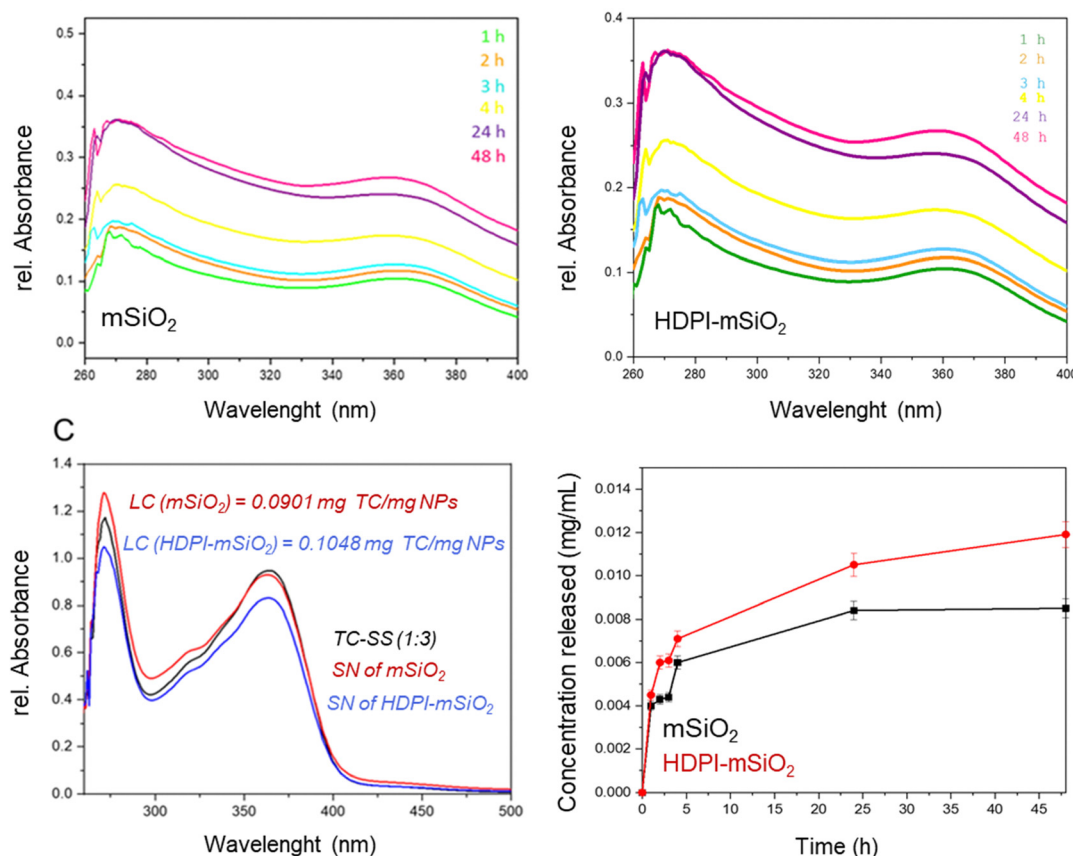 rel. Absorbance
0.5
0.4
0.3
0.2
0.1
0.0
1 h
2 h
3 h
4 h
24 h
48 h
mSiO₂
260 280 300 320 340 360 380 400
Wavelenght (nm)
rel. Absorbance
0.4
0.3
0.2
0.1
0.0
1 h
2 h
3 h
4 h
24 h
48 h
HDPI-mSiO₂
260 280 300 320 340 360 380 400
Wavelenght (nm)
C
rel. Absorbance
1.4
1.2
1.0
0.8
0.6
0.4
0.2
0.0
LC (mSiO₂) = 0.0901 mg TC/mg NPs
LC (HDPI-mSiO₂) = 0.1048 mg TC/mg NPs
TC-SS (1:3)
SN of mSiO₂
SN of HDPI-mSiO₂
300 350 400 450 500
Wavelenght (nm)
Concentration released (mg/mL)
0.014
0.012
0.010
0.008
0.006
0.004
0.002
0.000
mSiO₂
HDPI-mSiO₂
0 5 10 15 20 25 30 35 40 45
Time (h)